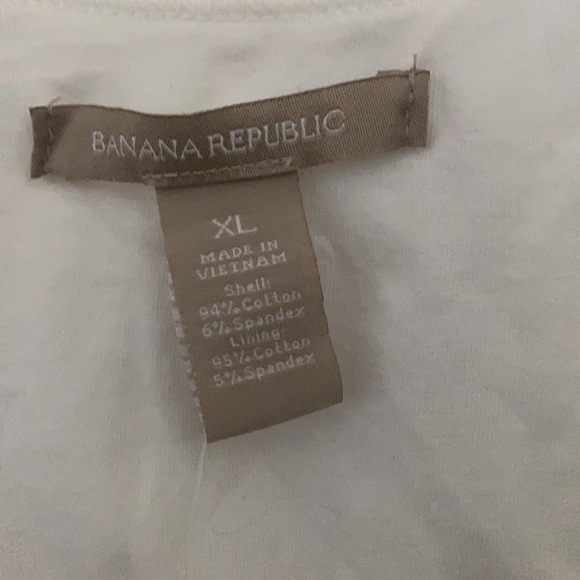 BANANA REPUBLIC
XL
MADE IN
VIETNAM
Shell:
94% Cotton
6% Spandex
Lining:
95% Cotton
5% Spandex